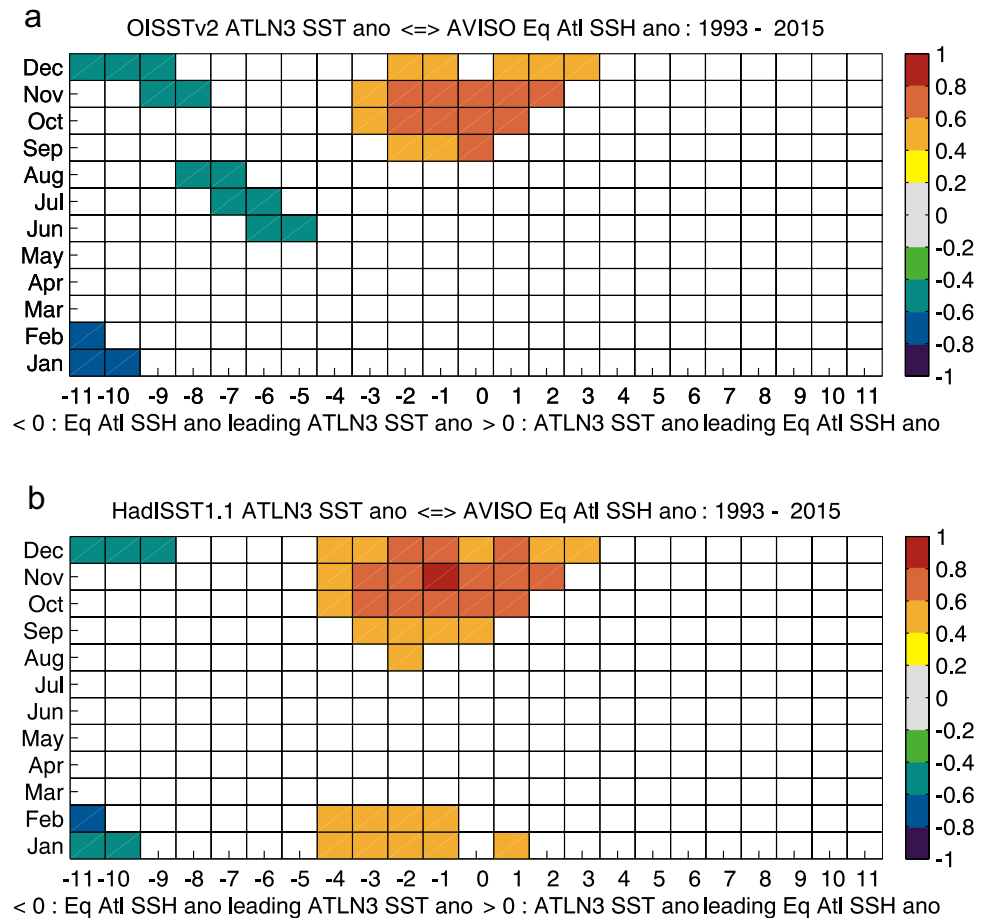 a
OISSTv2 ATLN3 SST ano <=> AVISO Eq Atl SSH ano : 1993 - 2015
Dec
Nov
Oct
Sep
Aug
Jul
Jun
May
Apr
Mar
Feb
Jan
-11 -10 -9 -8 -7 -6 -5 -4 -3 -2 -1 0 1 2 3 4 5 6 7 8 9 10 11
< 0 : Eq Atl SSH ano leading ATLN3 SST ano > 0 : ATLN3 SST ano leading Eq Atl SSH ano
1
0.8
0.6
0.4
0.2
0
-0.2
-0.4
-0.6
-0.8
-1
b
HadISST1.1 ATLN3 SST ano <=> AVISO Eq Atl SSH ano : 1993 - 2015
Dec
Nov
Oct
Sep
Aug
Jul
Jun
May
Apr
Mar
Feb
Jan
-11 -10 -9 -8 -7 -6 -5 -4 -3 -2 -1 0 1 2 3 4 5 6 7 8 9 10 11
< 0 : Eq Atl SSH ano leading ATLN3 SST ano > 0 : ATLN3 SST ano leading Eq Atl SSH ano
1
0.8
0.6
0.4
0.2
0
-0.2
-0.4
-0.6
-0.8
-1